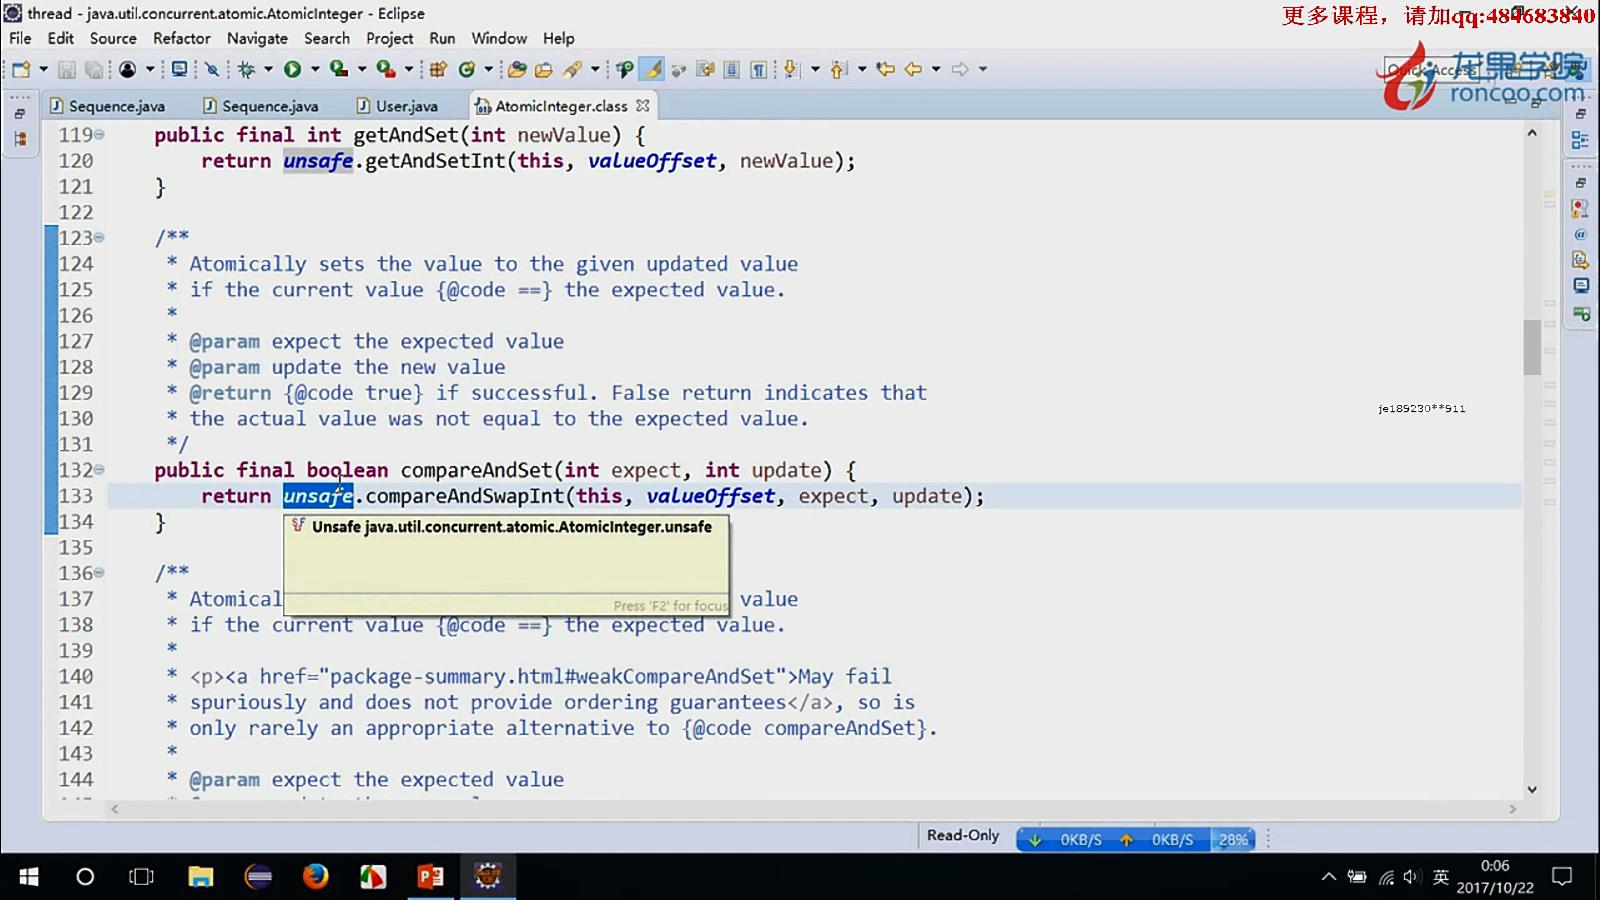 thread - java.util.concurrent.atomic.AtomicInteger - Eclipse
更多课程，请加qq:484683840
File Edit Source Refactor Navigate Search Project Run Window Help
Quick Access
龙果学院
roncoo.com
Sequence.java Sequence.java User.java AtomicInteger.class
119 public final int getAndSet(int newValue) {
120 return unsafe.getAndSetInt(this, valueOffset, newValue);
121 }
122
123 /**
124 * Atomically sets the value to the given updated value
125 * if the current value {@code ==} the expected value.
126 *
127 * @param expect the expected value
128 * @param update the new value
129 * @return {@code true} if successful. False return indicates that
130 * the actual value was not equal to the expected value.
131 */
132 public final boolean compareAndSet(int expect, int update) {
133 return unsafe.compareAndSwapInt(this, valueOffset, expect, update);
134 }
135
136 /**
137 * Atomical value
138 * if the current value {@code ==} the expected value.
139 *
140 * <p><a href="package-summary.html#weakCompareAndSet">May fail
141 * spuriously and does not provide ordering guarantees</a>, so is
142 * only rarely an appropriate alternative to {@code compareAndSet}.
143 *
144 * @param expect the expected value
Unsafe java.util.concurrent.atomic.AtomicInteger.unsafe
Press 'F2' for focus
je189230**911
Read-Only 0KB/S 0KB/S 28%
英
0:06
2017/10/22